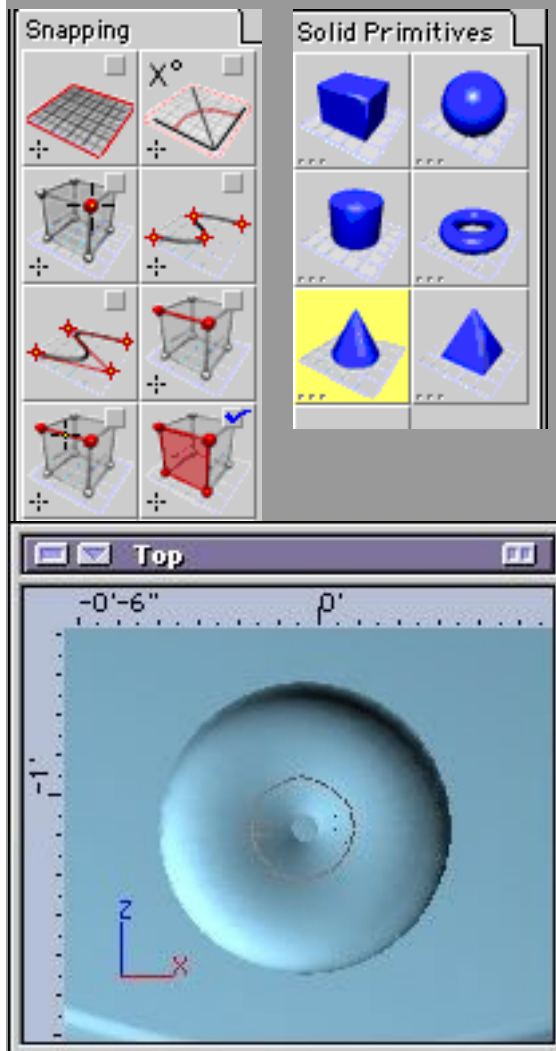 Snapping
Solid Primitives
X°
Top
-0'-6"
0'
-1'
Z
X